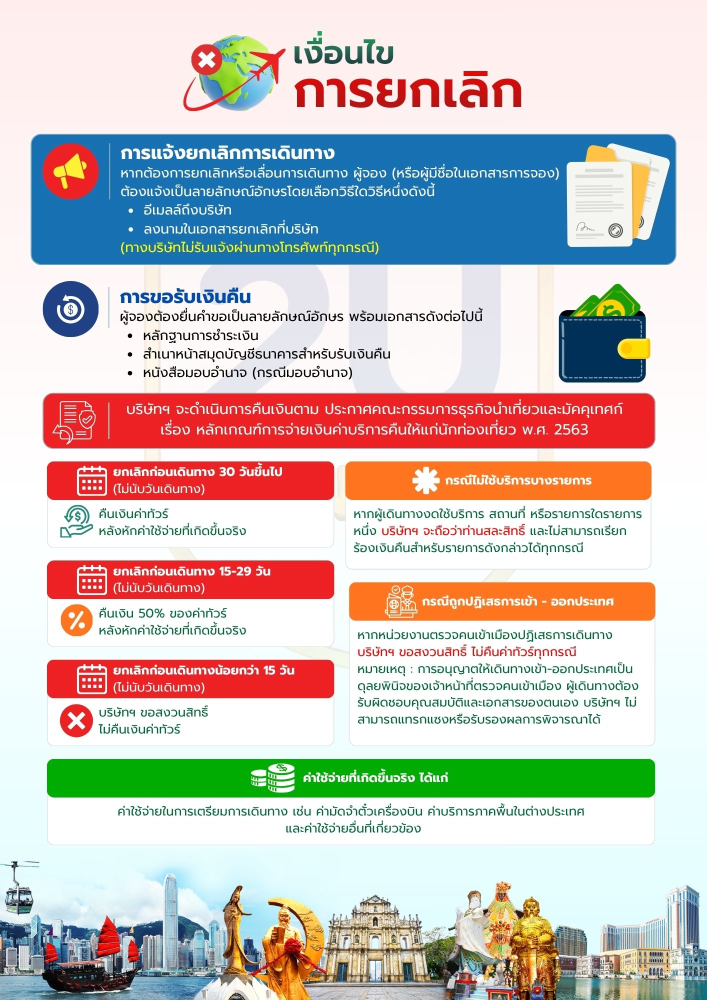 เงื่อนไข
การยกเลิก
การแจ้งยกเลิกการเดินทาง
หากต้องการยกเลิกหรือเลื่อนการเดินทาง ผู้จอง (หรือผู้มีชื่อในเอกสารการจอง)
ต้องแจ้งเป็นลายลักษณ์อักษรโดยเลือกวิธีใดวิธีหนึ่งดังนี้
• อีเมลล์ถึงบริษัท
• ลงนามในเอกสารยกเลิกที่บริษัท
(ทางบริษัทไม่รับแจ้งผ่านทางโทรศัพท์ทุกกรณี)
2U
การขอรับเงินคืน
ผู้จองต้องยื่นคำขอเป็นลายลักษณ์อักษร พร้อมเอกสารดังต่อไปนี้
• หลักฐานการชำระเงิน
• สำเนาหน้าสมุดบัญชีธนาคารสำหรับรับเงินคืน
• หนังสือมอบอำนาจ (กรณีมอบอำนาจ)
บริษัทฯ จะดำเนินการคืนเงินตาม ประกาศคณะกรรมการธุรกิจนำเที่ยวและมัคคุเทศก์
เรื่อง หลักเกณฑ์การจ่ายเงินค่าบริการคืนให้แก่นักท่องเที่ยว พ.ศ. 2563
ยกเลิกก่อนเดินทาง 30 วันขึ้นไป
(ไม่นับวันเดินทาง)
คืนเงินค่าทัวร์
หลังหักค่าใช้จ่ายที่เกิดขึ้นจริง
ยกเลิกก่อนเดินทาง 15-29 วัน
(ไม่นับวันเดินทาง)
คืนเงิน 50% ของค่าทัวร์
หลังหักค่าใช้จ่ายที่เกิดขึ้นจริง
ยกเลิกก่อนเดินทางน้อยกว่า 15 วัน
(ไม่นับวันเดินทาง)
บริษัทฯ ขอสงวนสิทธิ์
ไม่คืนเงินค่าทัวร์
กรณีไม่ใช้บริการบางรายการ
หากผู้เดินทางงดใช้บริการ สถานที่ หรือรายการใดรายการ
หนึ่ง บริษัทฯ จะถือว่าท่านสละสิทธิ์ และไม่สามารถเรียก
ร้องเงินคืนสำหรับรายการดังกล่าวได้ทุกกรณี
กรณีถูกปฏิเสธการเข้า - ออกประเทศ
หากหน่วยงานตรวจคนเข้าเมืองปฏิเสธการเดินทาง
บริษัทฯ ขอสงวนสิทธิ์ ไม่คืนค่าทัวร์ทุกกรณี
หมายเหตุ : การอนุญาตให้เดินทางเข้า-ออกประเทศเป็น
ดุลยพินิจของเจ้าหน้าที่ตรวจคนเข้าเมือง ผู้เดินทางต้อง
รับผิดชอบคุณสมบัติและเอกสารของตนเอง บริษัทฯ ไม่
สามารถแทรกแซงหรือรับรองผลการพิจารณาได้
ค่าใช้จ่ายที่เกิดขึ้นจริง ได้แก่
ค่าใช้จ่ายในการเตรียมการเดินทาง เช่น ค่ามัดจำตั๋วเครื่องบิน ค่าบริการภาคพื้นในต่างประเทศ
และค่าใช้จ่ายอื่นที่เกี่ยวข้อง
VENETIAN